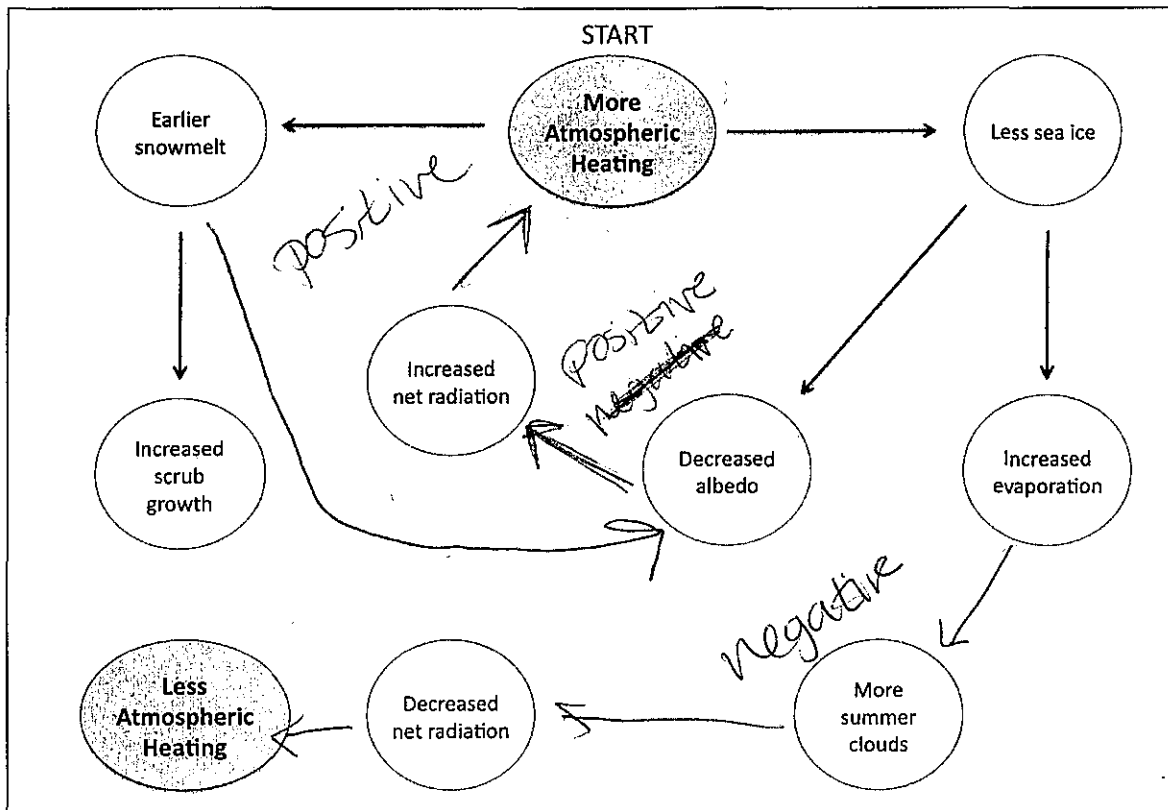 START
More
Atmospheric
Heating
Earlier
snowmelt
Less sea ice
positive
Increased
net radiation
positive
negative
Increased
scrub
growth
Decreased
albedo
Increased
evaporation
negative
Less
Atmospheric
Heating
Decreased
net radiation
More
summer
clouds